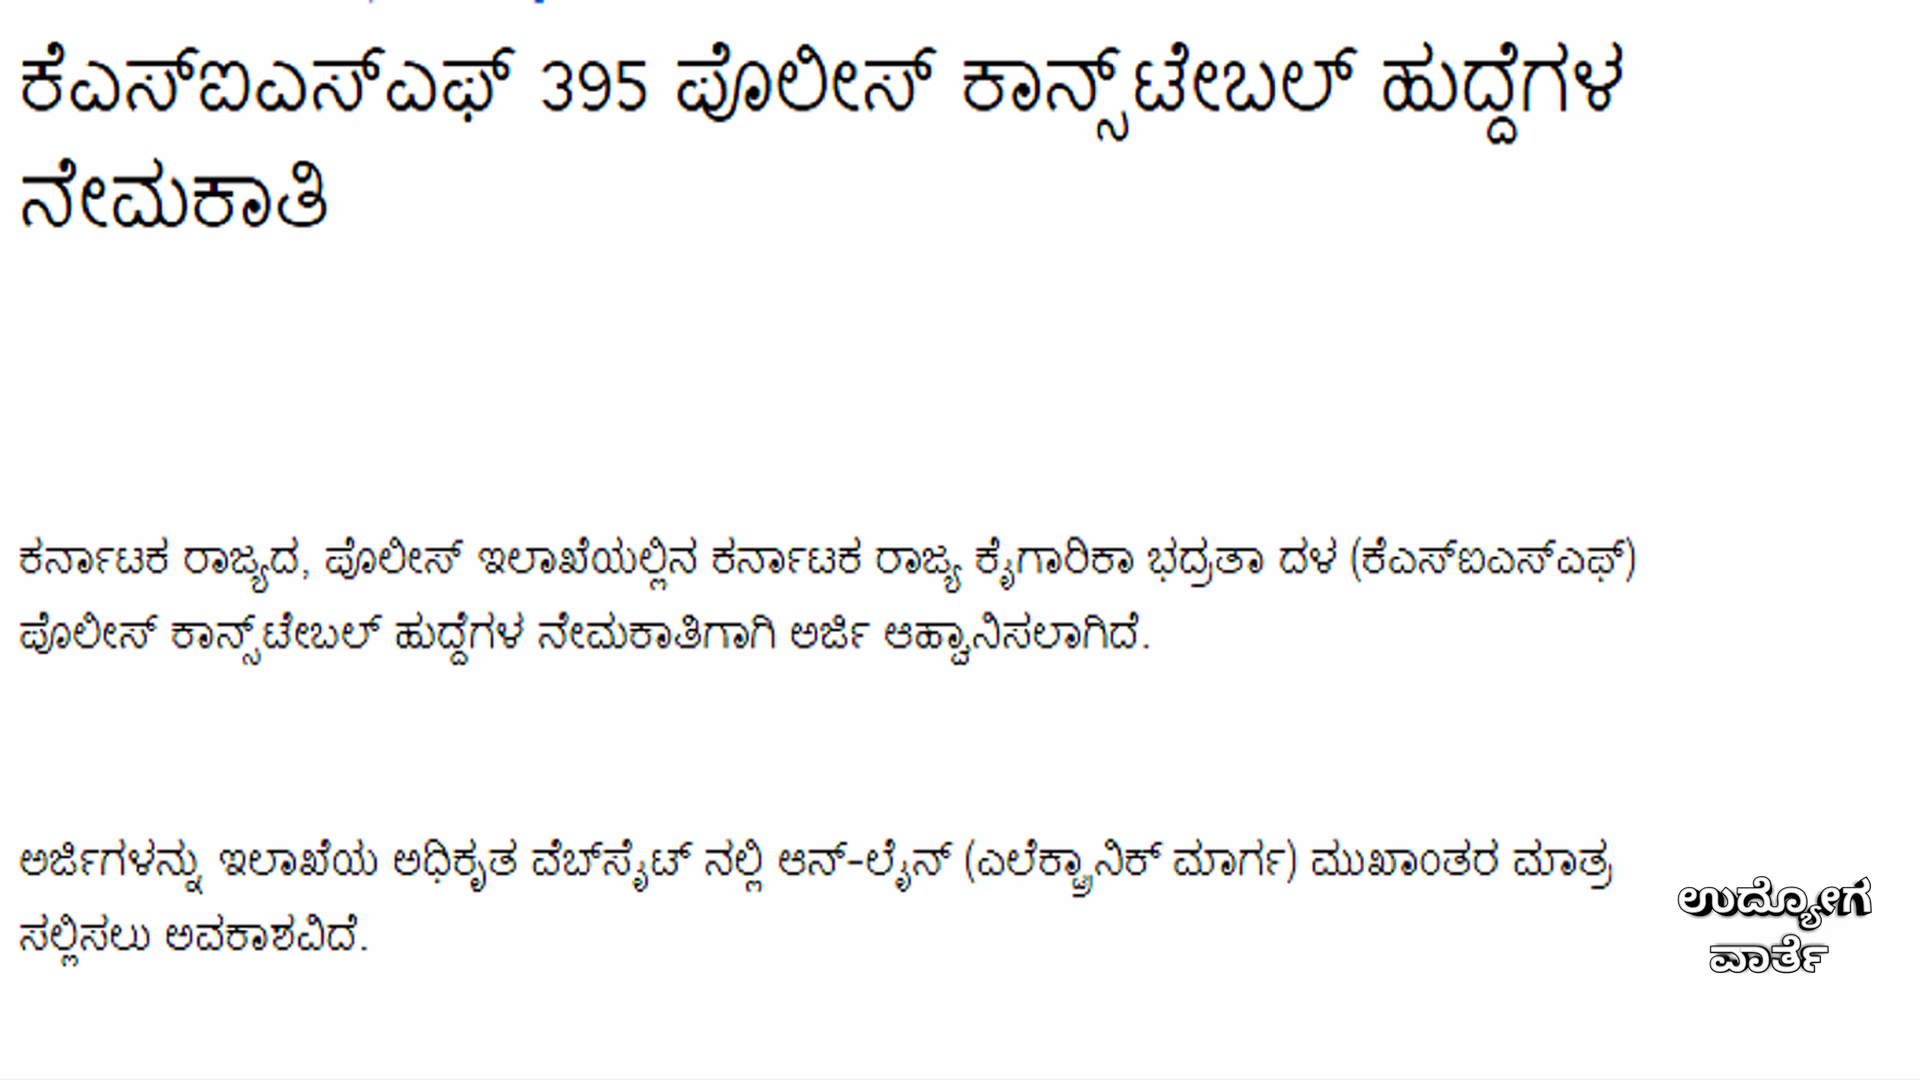 ಕೆಎಸ್‌ಐಎಸ್‌ಎಫ್ 395 ಪೊಲೀಸ್ ಕಾನ್ಸ್‌ಟೇಬಲ್ ಹುದ್ದೆಗಳ
ನೇಮಕಾತಿ
ಕರ್ನಾಟಕ ರಾಜ್ಯದ, ಪೊಲೀಸ್ ಇಲಾಖೆಯಲ್ಲಿನ ಕರ್ನಾಟಕ ರಾಜ್ಯ ಕೈಗಾರಿಕಾ ಭದ್ರತಾ ದಳ (ಕೆಎಸ್‌ಐಎಸ್‌ಎಫ್)
ಪೊಲೀಸ್ ಕಾನ್ಸ್‌ಟೇಬಲ್ ಹುದ್ದೆಗಳ ನೇಮಕಾತಿಗಾಗಿ ಅರ್ಜಿ ಆಹ್ವಾನಿಸಲಾಗಿದೆ.
ಅರ್ಜಿಗಳನ್ನು ಇಲಾಖೆಯ ಅಧಿಕೃತ ವೆಬ್‌ಸೈಟ್ ನಲ್ಲಿ ಆನ್-ಲೈನ್ (ಎಲೆಕ್ಟ್ರಾನಿಕ್ ಮಾರ್ಗ) ಮುಖಾಂತರ ಮಾತ್ರ
ಸಲ್ಲಿಸಲು ಅವಕಾಶವಿದೆ.
ಉದ್ಯೋಗ
ವಾರ್ತೆ